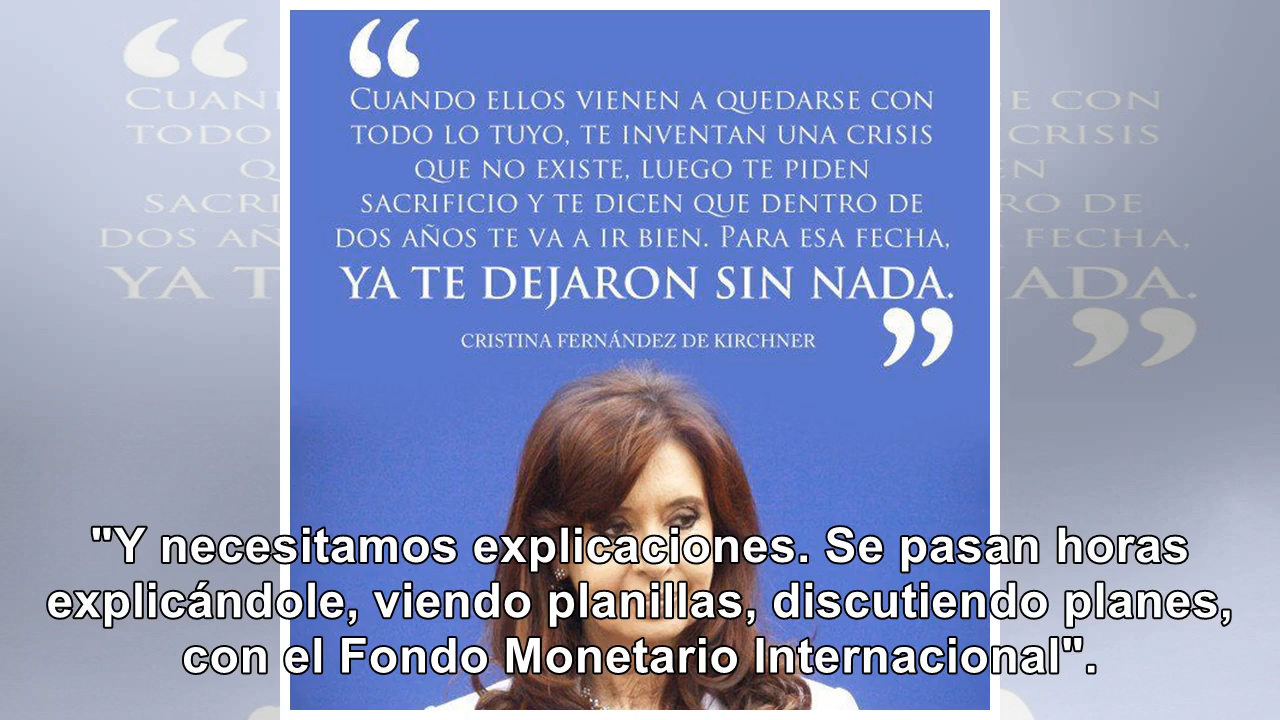 “
CUANDO ELLOS VIENEN A QUEDARSE CON
TODO LO TUYO, TE INVENTAN UNA CRISIS
QUE NO EXISTE, LUEGO TE PIDEN
SACRIFICIO Y TE DICEN QUE DENTRO DE
DOS AÑOS TE VA A IR BIEN. PARA ESA FECHA,
YA TE DEJARON SIN NADA.
”
CRISTINA FERNÁNDEZ DE KIRCHNER
"Y necesitamos explicaciones. Se pasan horas
explicándole, viendo planillas, discutiendo planes,
con el Fondo Monetario Internacional".